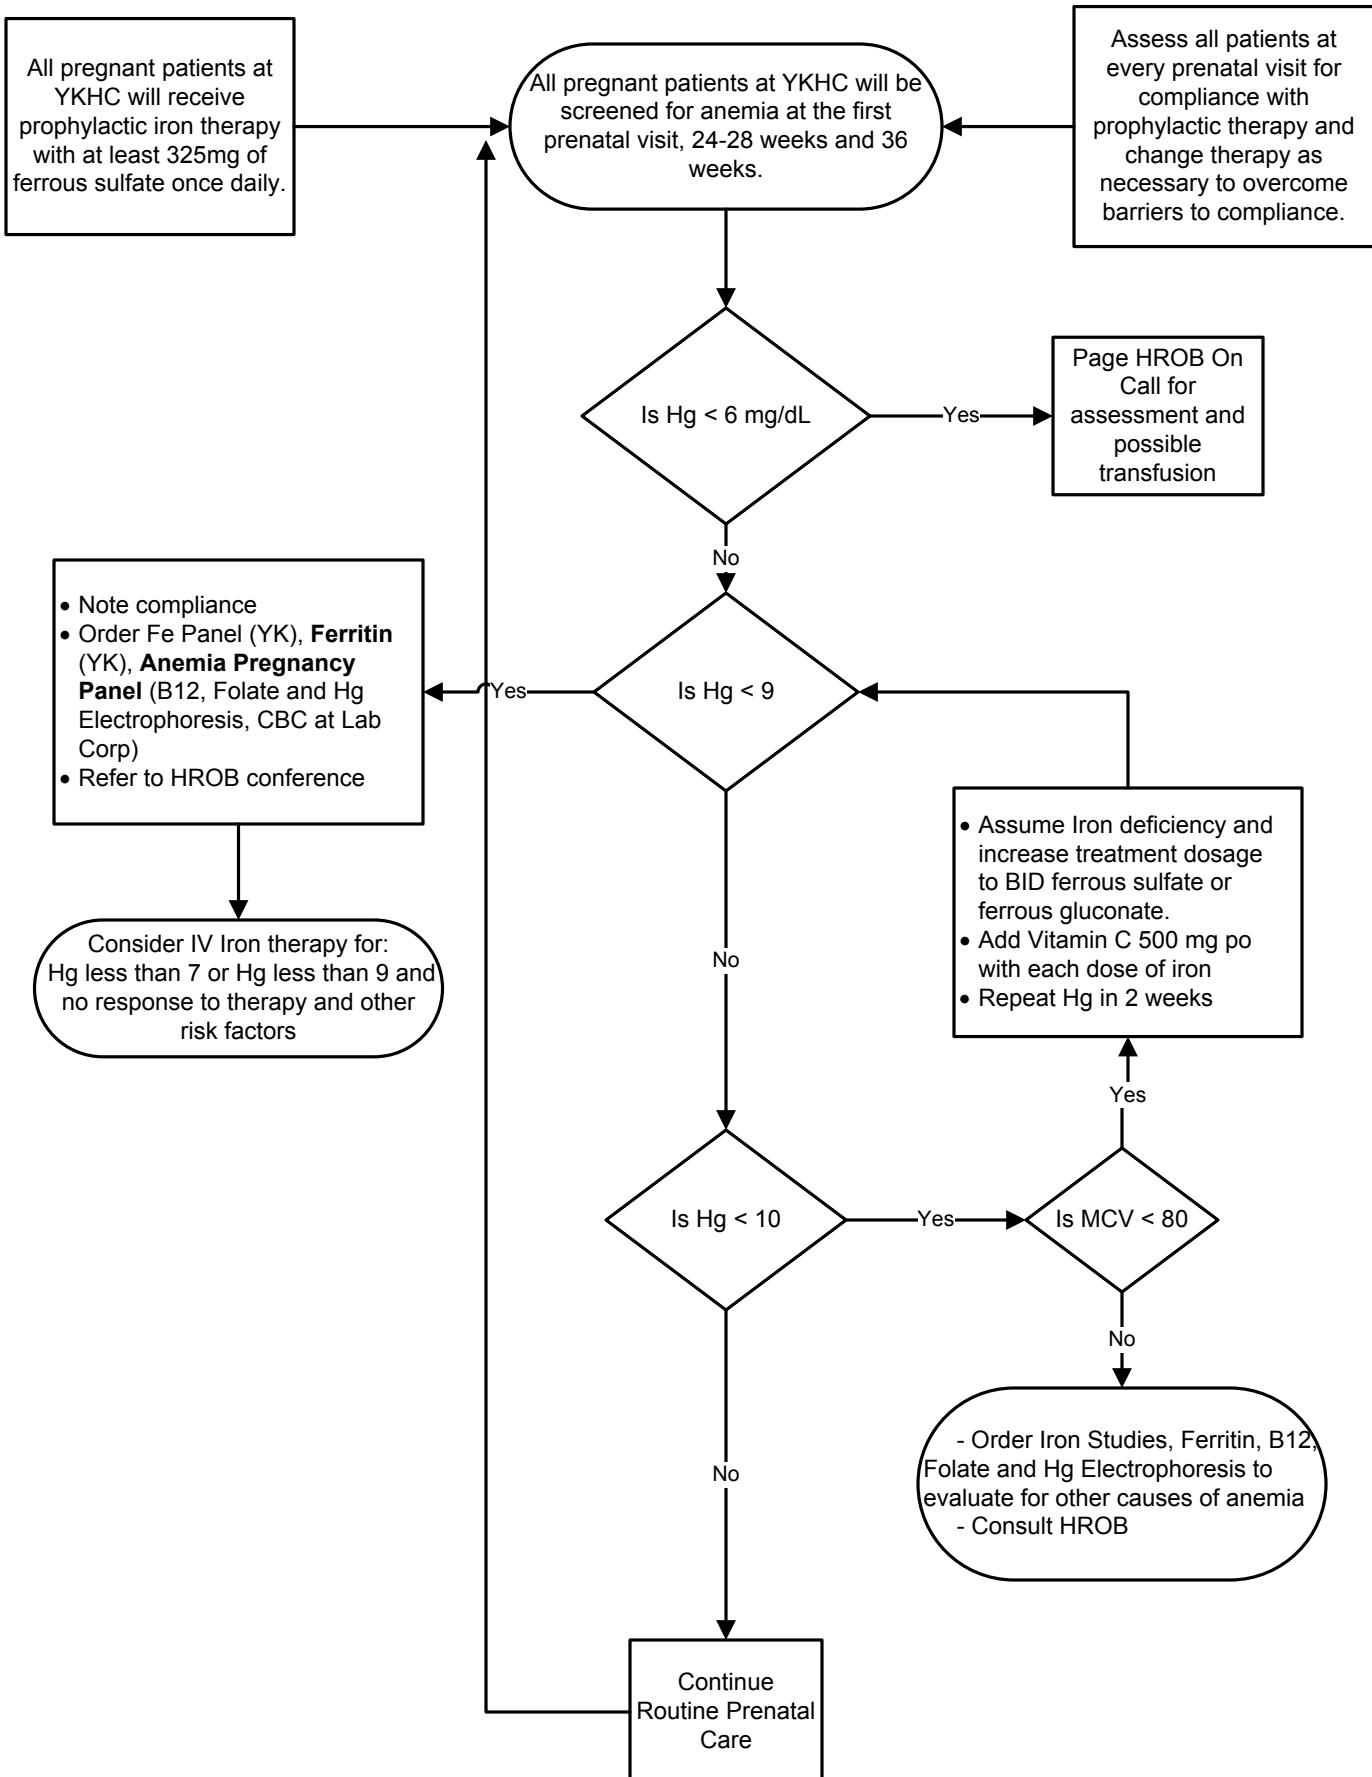 All pregnant patients at
YKHC will receive
prophylactic iron therapy
with at least 325mg of
ferrous sulfate once daily.
All pregnant patients at YKHC will be
screened for anemia at the first
prenatal visit, 24-28 weeks and 36
weeks.
Assess all patients at
every prenatal visit for
compliance with
prophylactic therapy and
change therapy as
necessary to overcome
barriers to compliance.
Is Hg < 6 mg/dL
Yes
Page HROB On
Call for
assessment and
possible
transfusion
No
Is Hg < 9
Yes
• Note compliance
• Order Fe Panel (YK), Ferritin
(YK), Anemia Pregnancy
Panel (B12, Folate and Hg
Electrophoresis, CBC at Lab
Corp)
• Refer to HROB conference
Consider IV Iron therapy for:
Hg less than 7 or Hg less than 9 and
no response to therapy and other
risk factors
No
• Assume Iron deficiency and
increase treatment dosage
to BID ferrous sulfate or
ferrous gluconate.
• Add Vitamin C 500 mg po
with each dose of iron
• Repeat Hg in 2 weeks
Yes
Is Hg < 10
Yes
Is MCV < 80
No
- Order Iron Studies, Ferritin, B12,
Folate and Hg Electrophoresis to
evaluate for other causes of anemia
- Consult HROB
No
Continue
Routine Prenatal
Care